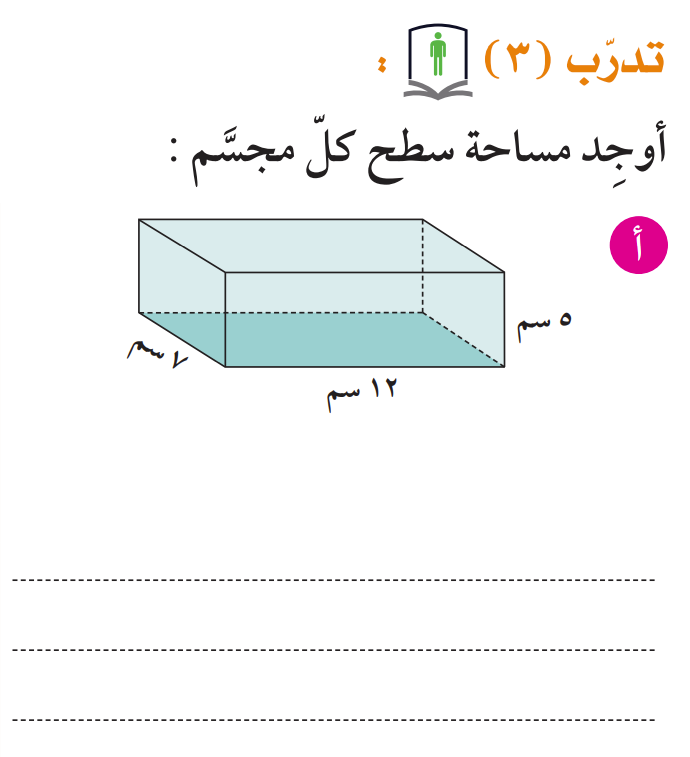 تدرّب (٣) :
أوجِد مساحة سطح كلّ مجسَّم :
أ
٥ سم
٧ سم
١٢ سم